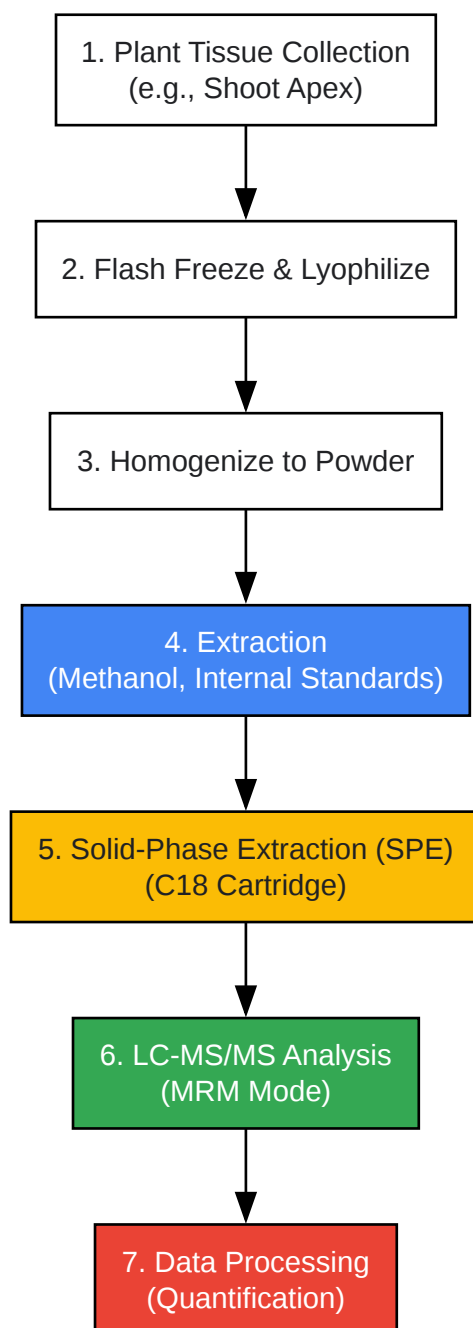 1. Plant Tissue Collection
(e.g., Shoot Apex)
2. Flash Freeze & Lyophilize
3. Homogenize to Powder
4. Extraction
(Methanol, Internal Standards)
5. Solid-Phase Extraction (SPE)
(C18 Cartridge)
6. LC-MS/MS Analysis
(MRM Mode)
7. Data Processing
(Quantification)